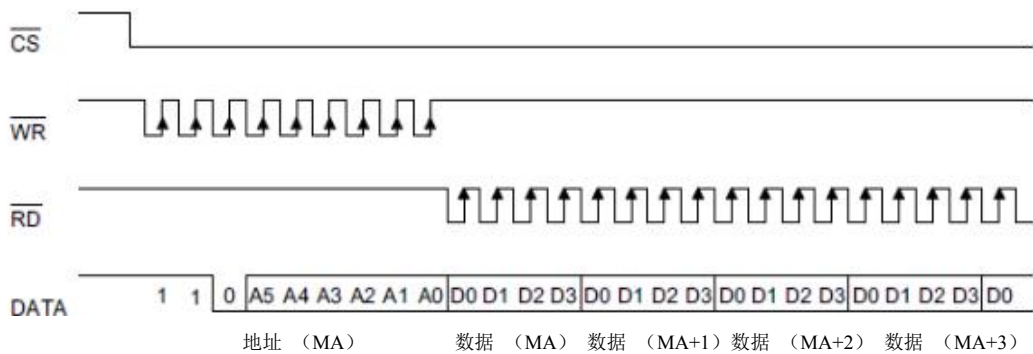 CS
WR
RD
DATA 1 1 0 A5 A4 A3 A2 A1 A0 D0 D1 D2 D3 D0 D1 D2 D3 D0 D1 D2 D3 D0 D1 D2 D3 D0
地址 （MA） 数据 （MA） 数据 （MA+1） 数据 （MA+2） 数据 （MA+3）